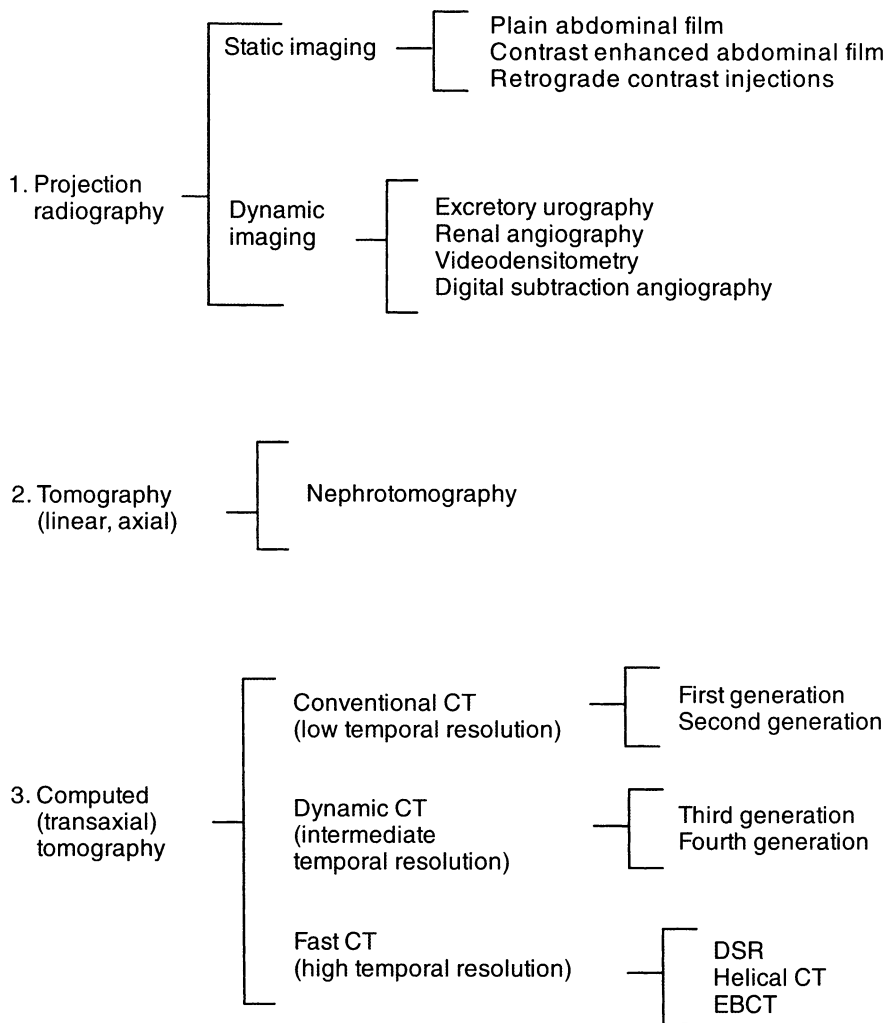 Static imaging
Plain abdominal film
Contrast enhanced abdominal film
Retrograde contrast injections
1. Projection
radiography
Dynamic
imaging
Excretory urography
Renal angiography
Videodensitometry
Digital subtraction angiography
2. Tomography
(linear, axial)
Nephrotomography
3. Computed
(transaxial)
tomography
Conventional CT
(low temporal resolution)
First generation
Second generation
Dynamic CT
(intermediate
temporal resolution)
Third generation
Fourth generation
Fast CT
(high temporal resolution)
DSR
Helical CT
EBCT